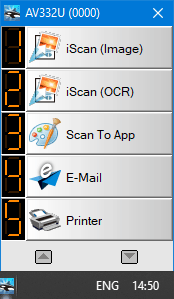 AV332U (0000)
1 iScan (Image)
2 iScan (OCR)
3 Scan To App
4 E-Mail
5 Printer
ENG 14:50